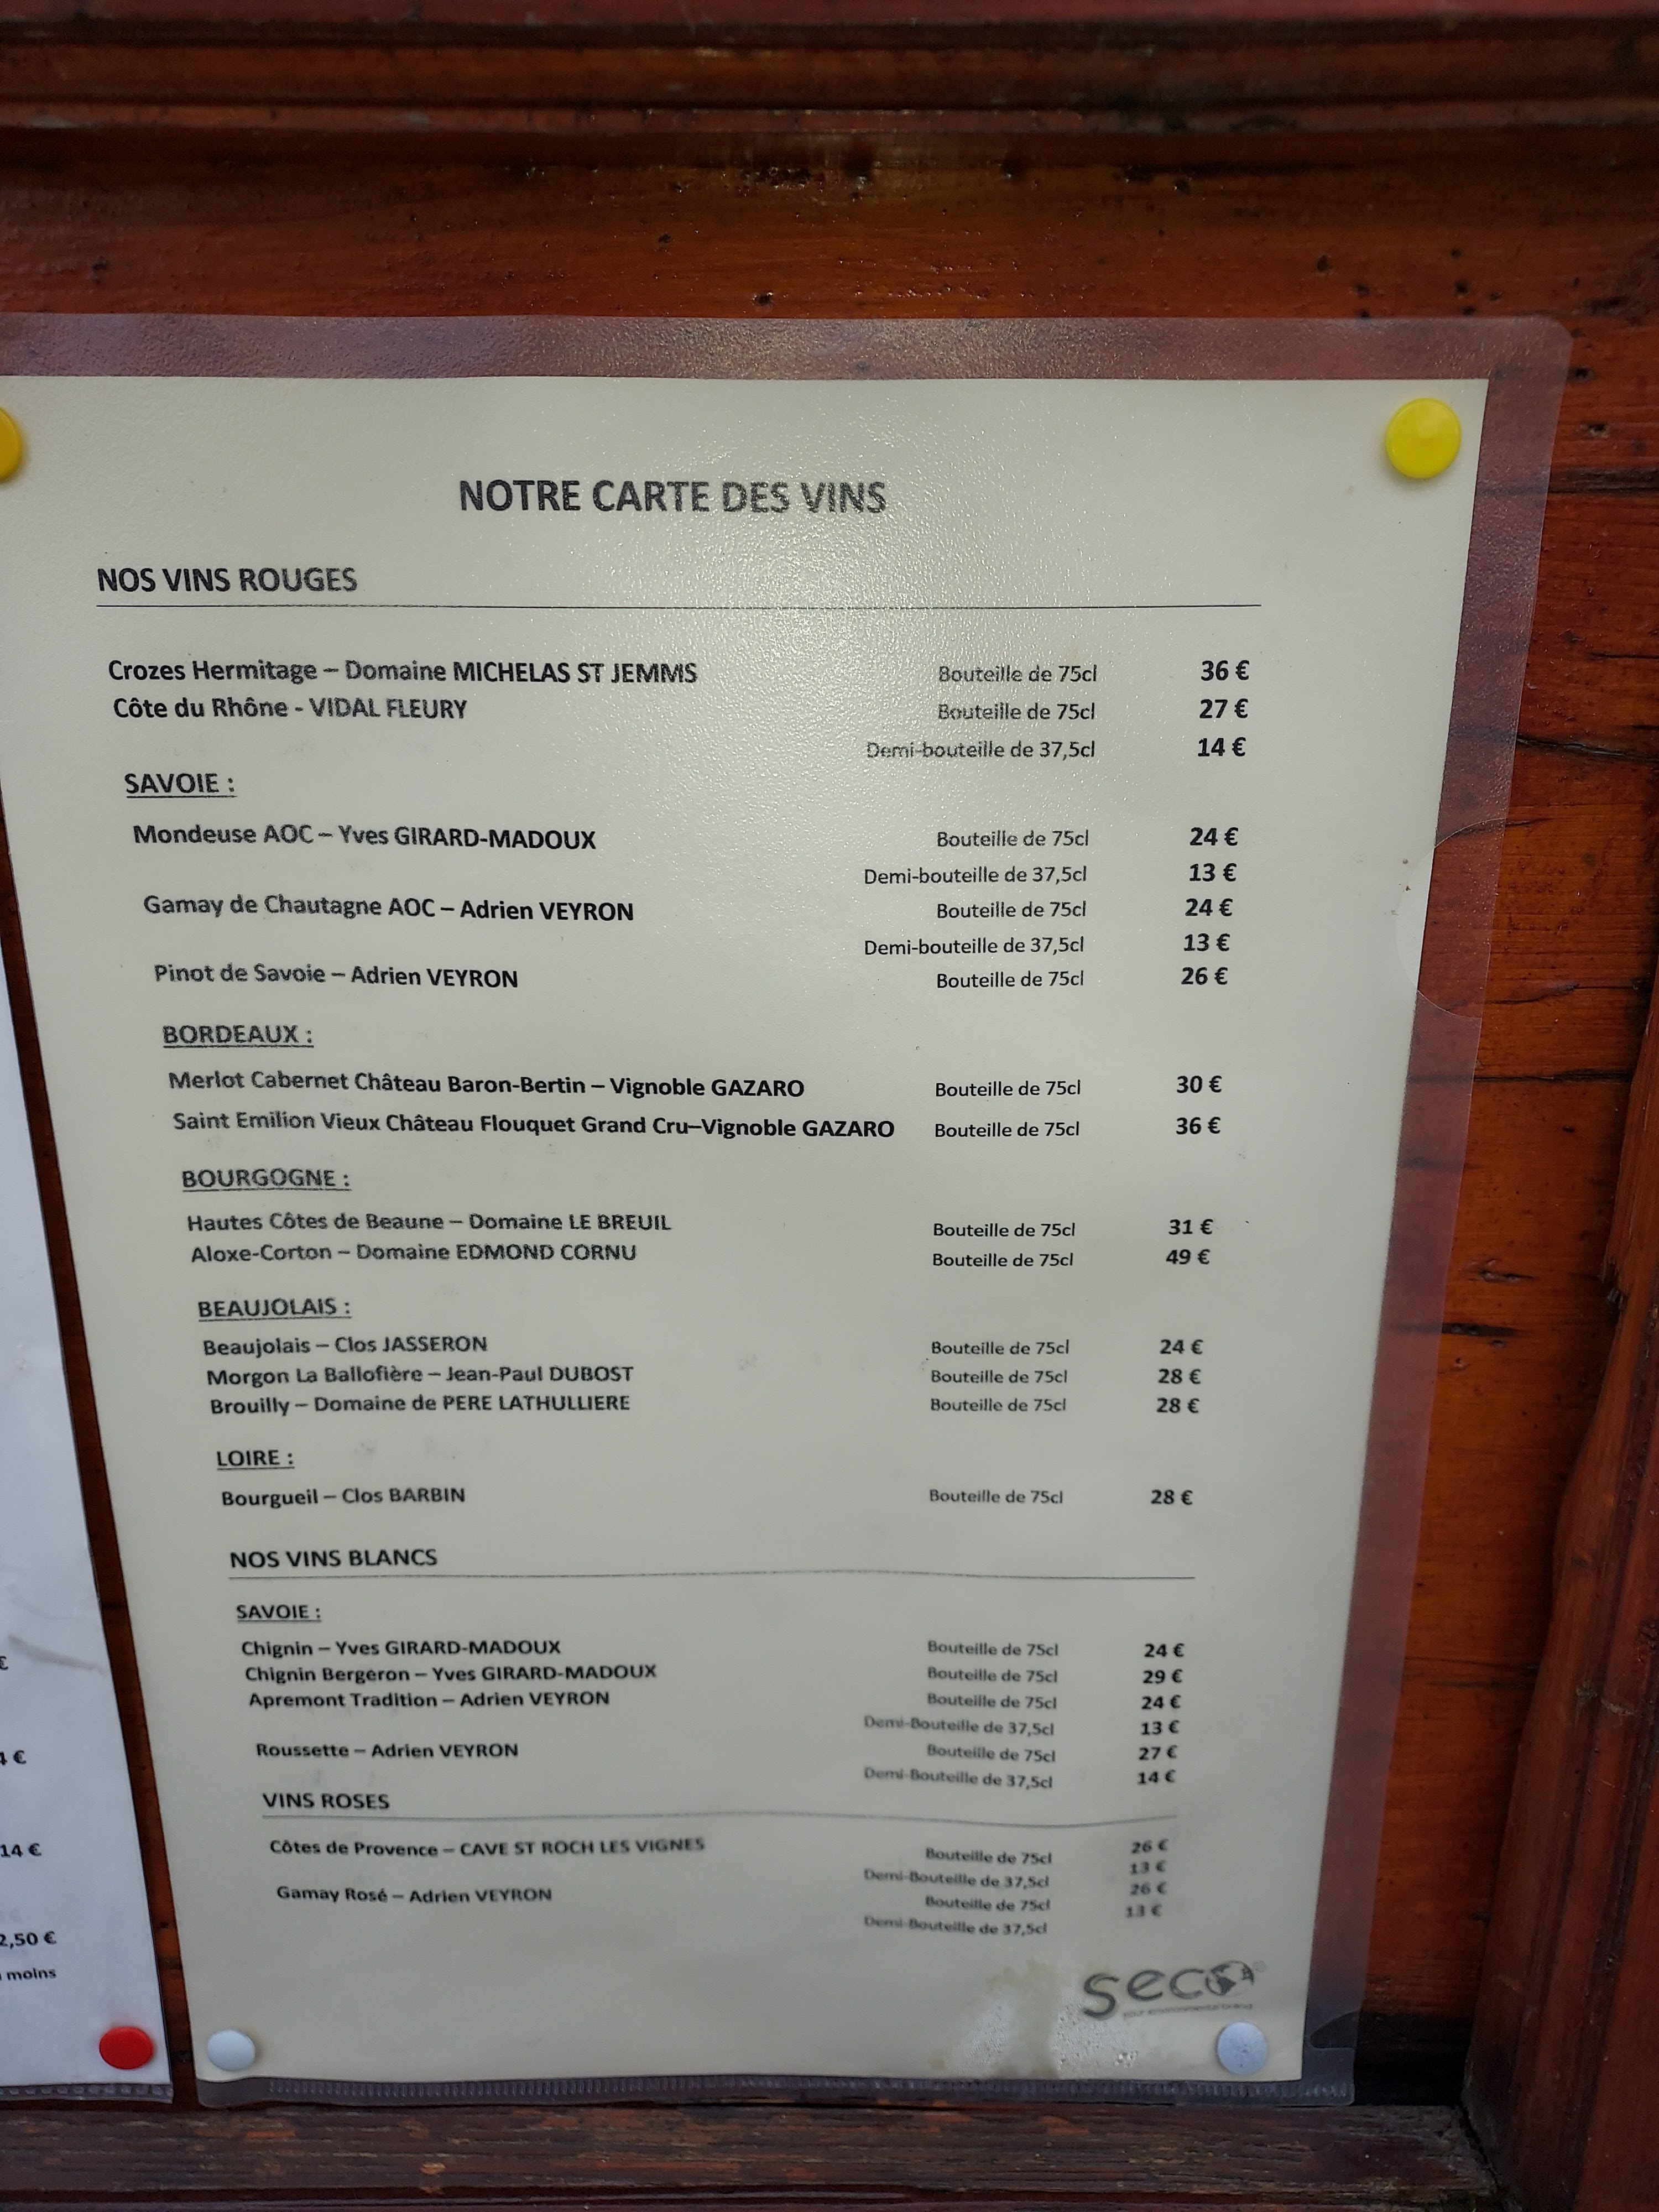 NOTRE CARTE DES VINS
NOS VINS ROUGES
Crozes Hermitage – Domaine MICHELAS ST JEMMS Bouteille de 75cl 36 €
Côte du Rhône - VIDAL FLEURY Bouteille de 75cl 27 €
Demi-bouteille de 37,5cl 14 €
SAVOIE :
Mondeuse AOC – Yves GIRARD-MADOUX Bouteille de 75cl 24 €
Demi-bouteille de 37,5cl 13 €
Gamay de Chautagne AOC – Adrien VEYRON Bouteille de 75cl 24 €
Demi-bouteille de 37,5cl 13 €
Pinot de Savoie – Adrien VEYRON Bouteille de 75cl 26 €
BORDEAUX :
Merlot Cabernet Château Baron-Bertin – Vignoble GAZARO Bouteille de 75cl 30 €
Saint Emilion Vieux Château Flouquet Grand Cru–Vignoble GAZARO Bouteille de 75cl 36 €
BOURGOGNE :
Hautes Côtes de Beaune – Domaine LE BREUIL Bouteille de 75cl 31 €
Aloxe-Corton – Domaine EDMOND CORNU Bouteille de 75cl 49 €
BEAUJOLAIS :
Beaujolais – Clos JASSERON Bouteille de 75cl 24 €
Morgon La Ballofière – Jean-Paul DUBOST Bouteille de 75cl 28 €
Brouilly – Domaine de PERE LATHULLIERE Bouteille de 75cl 28 €
LOIRE :
Bourgueil – Clos BARBIN Bouteille de 75cl 28 €
NOS VINS BLANCS
SAVOIE :
Chignin – Yves GIRARD-MADOUX Bouteille de 75cl 24 €
Chignin Bergeron – Yves GIRARD-MADOUX Bouteille de 75cl 29 €
Apremont Tradition – Adrien VEYRON Bouteille de 75cl 24 €
Demi-Bouteille de 37,5cl 13 €
Roussette – Adrien VEYRON Bouteille de 75cl 27 €
Demi-Bouteille de 37,5cl 14 €
VINS ROSES
Côtes de Provence – CAVE ST ROCH LES VIGNES Bouteille de 75cl 26 €
Demi-Bouteille de 37,5cl 13 €
Gamay Rosé – Adrien VEYRON Bouteille de 75cl 26 €
Demi-Bouteille de 37,5cl 13 €
seco
€
4 €
14 €
2,50 €
moins